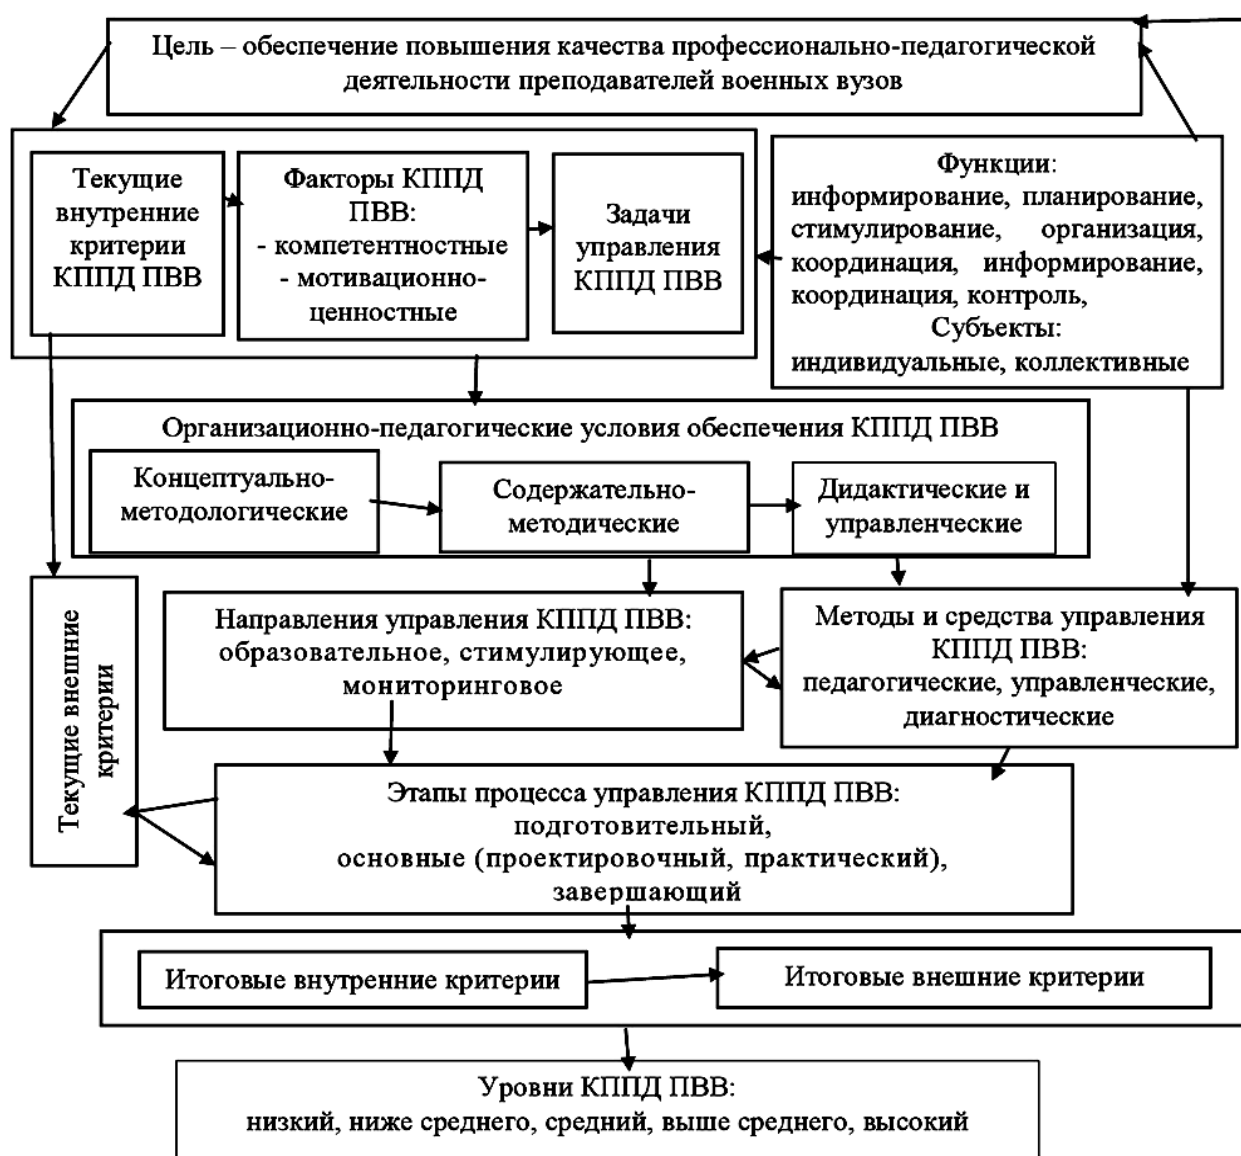 Цель – обеспечение повышения качества профессионально-педагогической
деятельности преподавателей военных вузов
Текущие
внутренние
критерии
КППД ПВВ
Факторы КППД
ПВВ:
- компетентностные
- мотивационно-
ценностные
Задачи
управления
КППД ПВВ
Функции:
информирование, планирование,
стимулирование, организация,
координация, информирование,
координация, контроль,
Субъекты:
индивидуальные, коллективные
Организационно-педагогические условия обеспечения КППД ПВВ
Концептуально-
методологические
Содержательно-
методические
Дидактические и
управленческие
Текущие внешние
критерии
Направления управления КППД ПВВ:
образовательное, стимулирующее,
мониторинговое
Методы и средства управления
КППД ПВВ:
педагогические, управленческие,
диагностические
Этапы процесса управления КППД ПВВ:
подготовительный,
основные (проектировочный, практический),
завершающий
Итоговые внутренние критерии
Итоговые внешние критерии
Уровни КППД ПВВ:
низкий, ниже среднего, средний, выше среднего, высокий